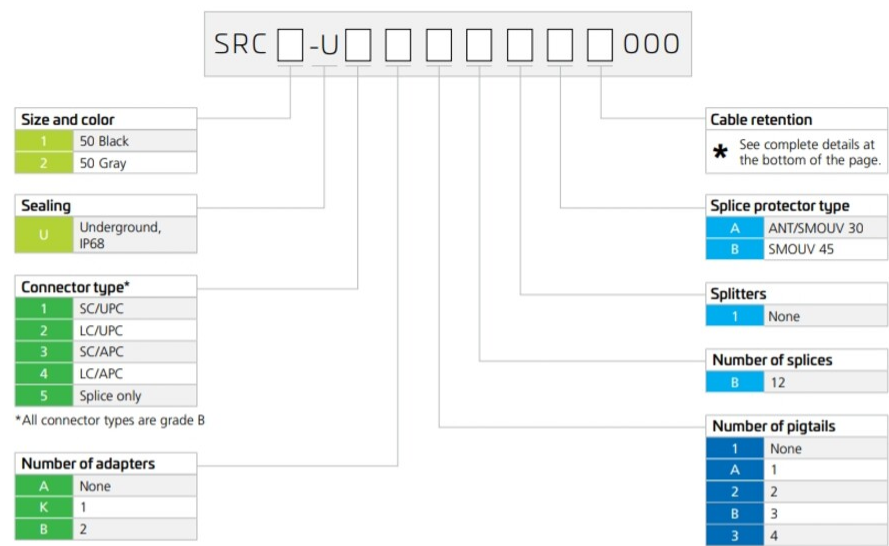 SRC -U 000
Size and color
1 50 Black
2 50 Gray
Sealing
U Underground,
IP68
Connector type*
1 SC/UPC
2 LC/UPC
3 SC/APC
4 LC/APC
5 Splice only
*All connector types are grade B
Number of adapters
A None
K 1
B 2
Cable retention
* See complete details at
the bottom of the page.
Splice protector type
A ANT/SMOUV 30
B SMOUV 45
Splitters
1 None
Number of splices
B 12
Number of pigtails
1 None
A 1
2 2
B 3
3 4